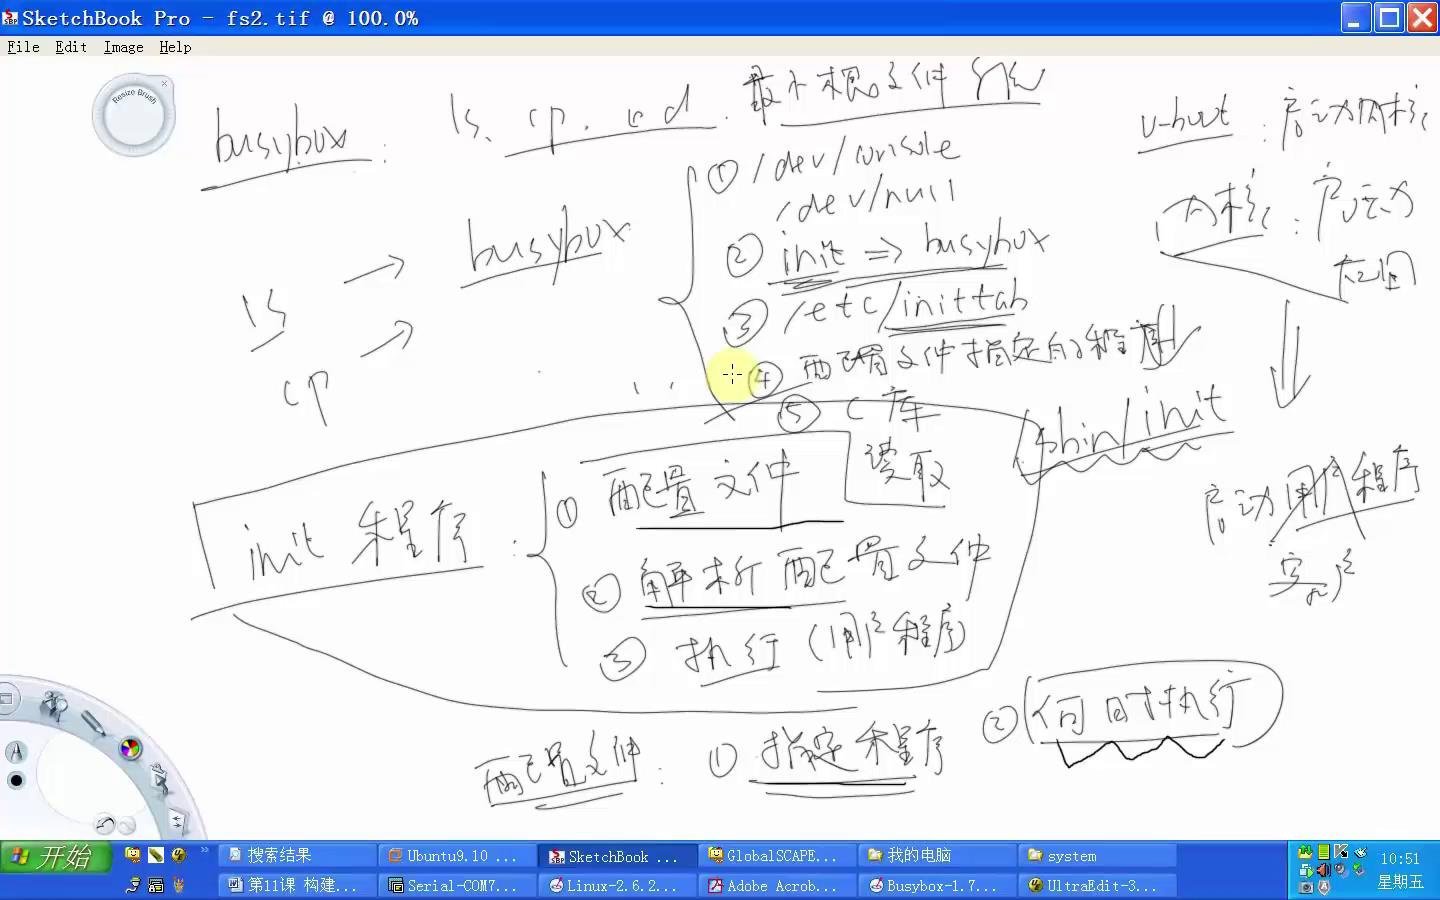 SketchBook Pro - fs2.tif @ 100.0%
File Edit Image Help
Resize Brush
busybox :
ls、cp、cd
最小根文件系统
① /dev/console
/dev/null
② init ⇒ busybox
③ /etc/inittab
④ 配置文件指定的程序
⑤ C库
u-boot : 启动内核
内核 : 启动
应用
ls → busybox
cp →
/sbin/init
启动用户程序
客户
init 程序 :
① 配置文件 读取
② 解析配置文件
③ 执行 (用户程序)
配置文件 : ① 指定程序 ② 何时执行
开始
搜索结果
Ubuntu9.10 ...
SketchBook ...
GlobalSCAPE...
我的电脑
system
10:51
第11课 构建...
Serial-COM7...
Linux-2.6.2...
Adobe Acrob...
Busybox-1.7...
UltraEdit-3...
星期五